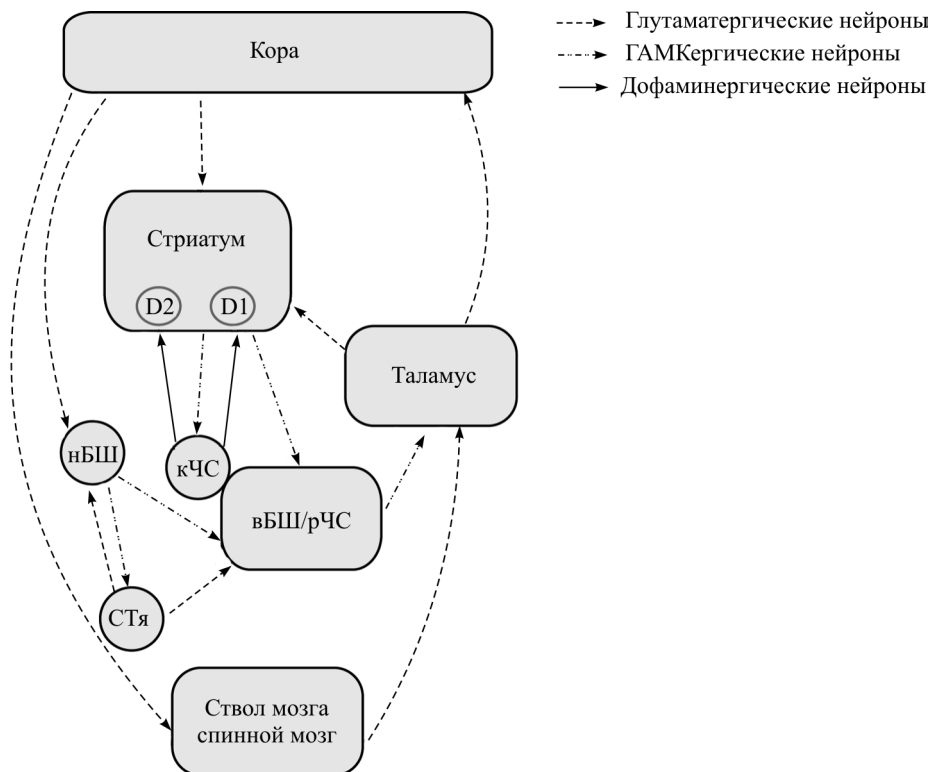 Кора
Глутаматергические нейроны
ГАМКергические нейроны
Дофаминергические нейроны
Стриатум
D2
D1
Таламус
нБШ
кЧС
вБШ/рЧС
СТя
Ствол мозга
спинной мозг